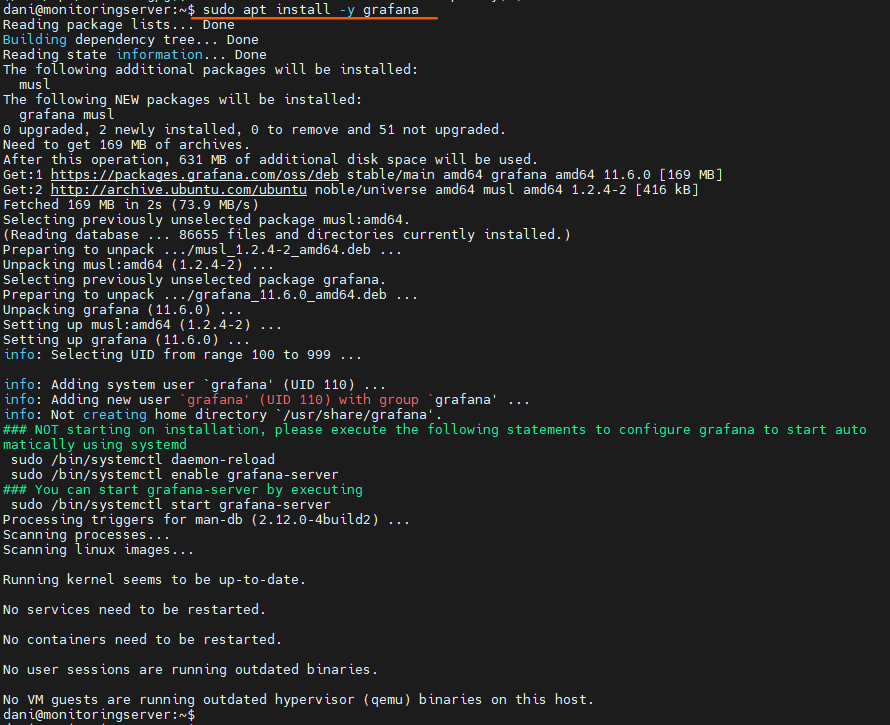 dani@monitoringserver:~$ sudo apt install -y grafana
Reading package lists... Done
Building dependency tree... Done
Reading state information... Done
The following additional packages will be installed:
  musl
The following NEW packages will be installed:
  grafana musl
0 upgraded, 2 newly installed, 0 to remove and 51 not upgraded.
Need to get 169 MB of archives.
After this operation, 631 MB of additional disk space will be used.
Get:1 https://packages.grafana.com/oss/deb stable/main amd64 grafana amd64 11.6.0 [169 MB]
Get:2 http://archive.ubuntu.com/ubuntu noble/universe amd64 musl amd64 1.2.4-2 [416 kB]
Fetched 169 MB in 2s (73.9 MB/s)
Selecting previously unselected package musl:amd64.
(Reading database ... 86655 files and directories currently installed.)
Preparing to unpack .../musl_1.2.4-2_amd64.deb ...
Unpacking musl:amd64 (1.2.4-2) ...
Selecting previously unselected package grafana.
Preparing to unpack .../grafana_11.6.0_amd64.deb ...
Unpacking grafana (11.6.0) ...
Setting up musl:amd64 (1.2.4-2) ...
Setting up grafana (11.6.0) ...
info: Selecting UID from range 100 to 999 ...

info: Adding system user `grafana' (UID 110) ...
info: Adding new user `grafana' (UID 110) with group `grafana' ...
info: Not creating home directory `/usr/share/grafana'.
### NOT starting on installation, please execute the following statements to configure grafana to start auto
matically using systemd
 sudo /bin/systemctl daemon-reload
 sudo /bin/systemctl enable grafana-server
### You can start grafana-server by executing
 sudo /bin/systemctl start grafana-server
Processing triggers for man-db (2.12.0-4build2) ...
Scanning processes...
Scanning linux images...

Running kernel seems to be up-to-date.

No services need to be restarted.

No containers need to be restarted.

No user sessions are running outdated binaries.

No VM guests are running outdated hypervisor (qemu) binaries on this host.
dani@monitoringserver:~$